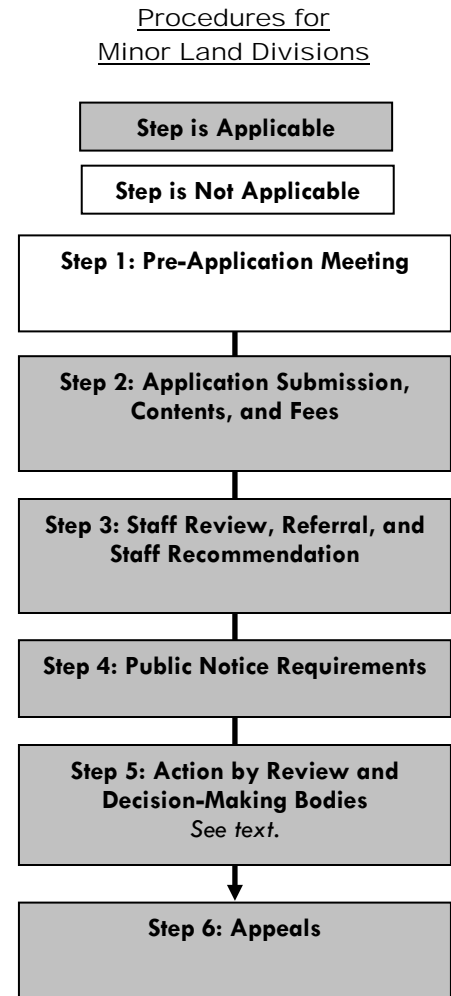 Procedures for
Minor Land Divisions
Step is Applicable
Step is Not Applicable
Step 1: Pre-Application Meeting
Step 2: Application Submission,
Contents, and Fees
Step 3: Staff Review, Referral, and
Staff Recommendation
Step 4: Public Notice Requirements
Step 5: Action by Review and
Decision-Making Bodies
See text.
Step 6: Appeals